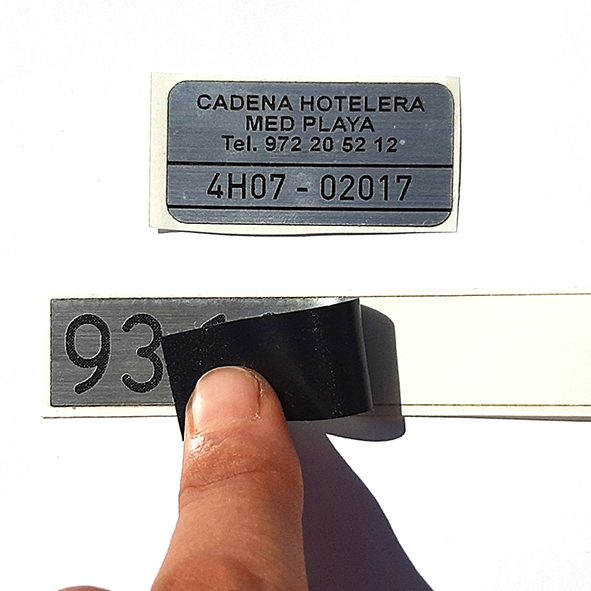 CADENA HOTELERA
MED PLAYA
Tel. 972 20 52 12
4H07 - 02017
93